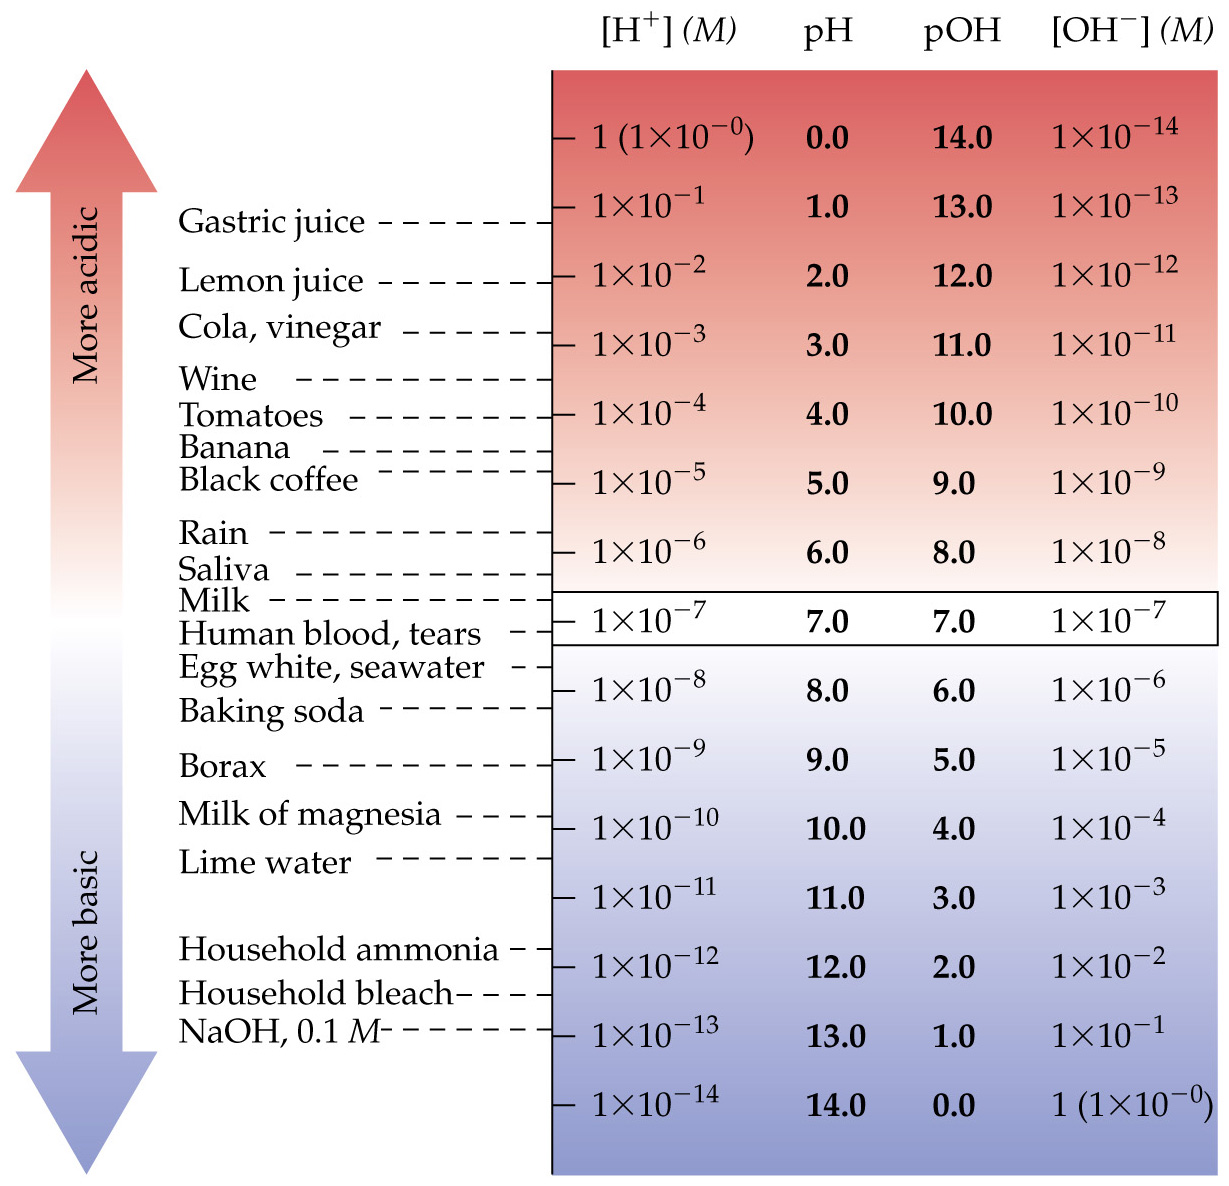 [H⁺] (M) pH pOH [OH⁻] (M)
1 (1×10⁻⁰) 0.0 14.0 1×10⁻¹⁴
1×10⁻¹ 1.0 13.0 1×10⁻¹³
Gastric juice
1×10⁻² 2.0 12.0 1×10⁻¹²
Lemon juice
Cola, vinegar
1×10⁻³ 3.0 11.0 1×10⁻¹¹
Wine
1×10⁻⁴ 4.0 10.0 1×10⁻¹⁰
Tomatoes
Banana
Black coffee
1×10⁻⁵ 5.0 9.0 1×10⁻⁹
Rain
1×10⁻⁶ 6.0 8.0 1×10⁻⁸
Saliva
Milk
1×10⁻⁷ 7.0 7.0 1×10⁻⁷
Human blood, tears
Egg white, seawater
1×10⁻⁸ 8.0 6.0 1×10⁻⁶
Baking soda
1×10⁻⁹ 9.0 5.0 1×10⁻⁵
Borax
Milk of magnesia
1×10⁻¹⁰ 10.0 4.0 1×10⁻⁴
Lime water
1×10⁻¹¹ 11.0 3.0 1×10⁻³
Household ammonia
1×10⁻¹² 12.0 2.0 1×10⁻²
Household bleach
NaOH, 0.1 M
1×10⁻¹³ 13.0 1.0 1×10⁻¹
1×10⁻¹⁴ 14.0 0.0 1 (1×10⁻⁰)
More acidic
More basic